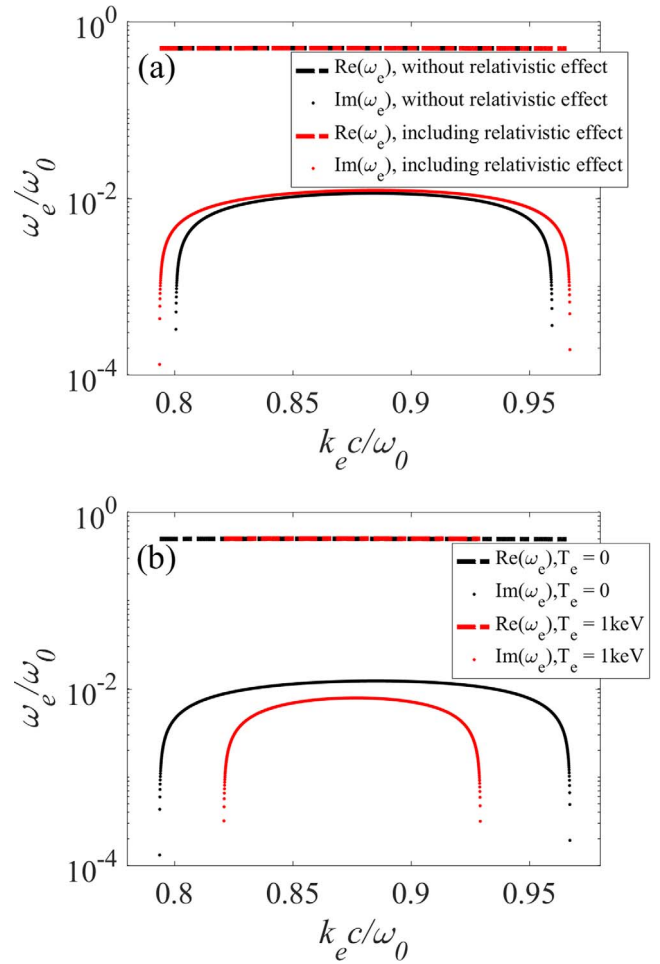 10^0
(a)
Re(ω_e), without relativistic effect
Im(ω_e), without relativistic effect
Re(ω_e), including relativistic effect
Im(ω_e), including relativistic effect
ω_e/ω_0
10^-2
10^-4
0.8 0.85 0.9 0.95
k_e c/ω_0
10^0
(b)
Re(ω_e),T_e = 0
Im(ω_e),T_e = 0
Re(ω_e),T_e = 1keV
Im(ω_e),T_e = 1keV
ω_e/ω_0
10^-2
10^-4
0.8 0.85 0.9 0.95
k_e c/ω_0